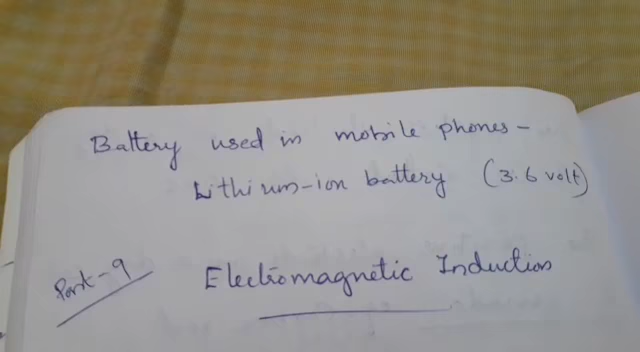 Battery used in mobile phones -
Lithium-ion battery (3.6 volt)
Part-9 Electromagnetic Induction